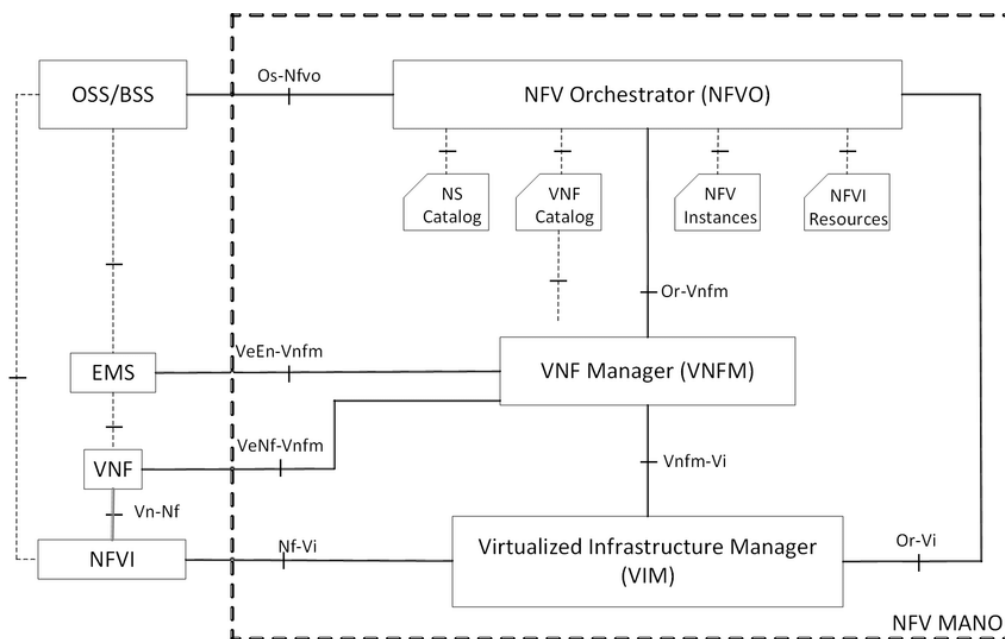 Os-Nfvo
OSS/BSS
NFV Orchestrator (NFVO)
NS
Catalog
VNF
Catalog
NFV
Instances
NFVI
Resources
Or-Vnfm
VeEn-Vnfm
EMS
VNF Manager (VNFM)
VeNf-Vnfm
VNF
Vnfm-Vi
Vn-Nf
NFVI
Nf-Vi
Virtualized Infrastructure Manager
(VIM)
Or-Vi
NFV MANO